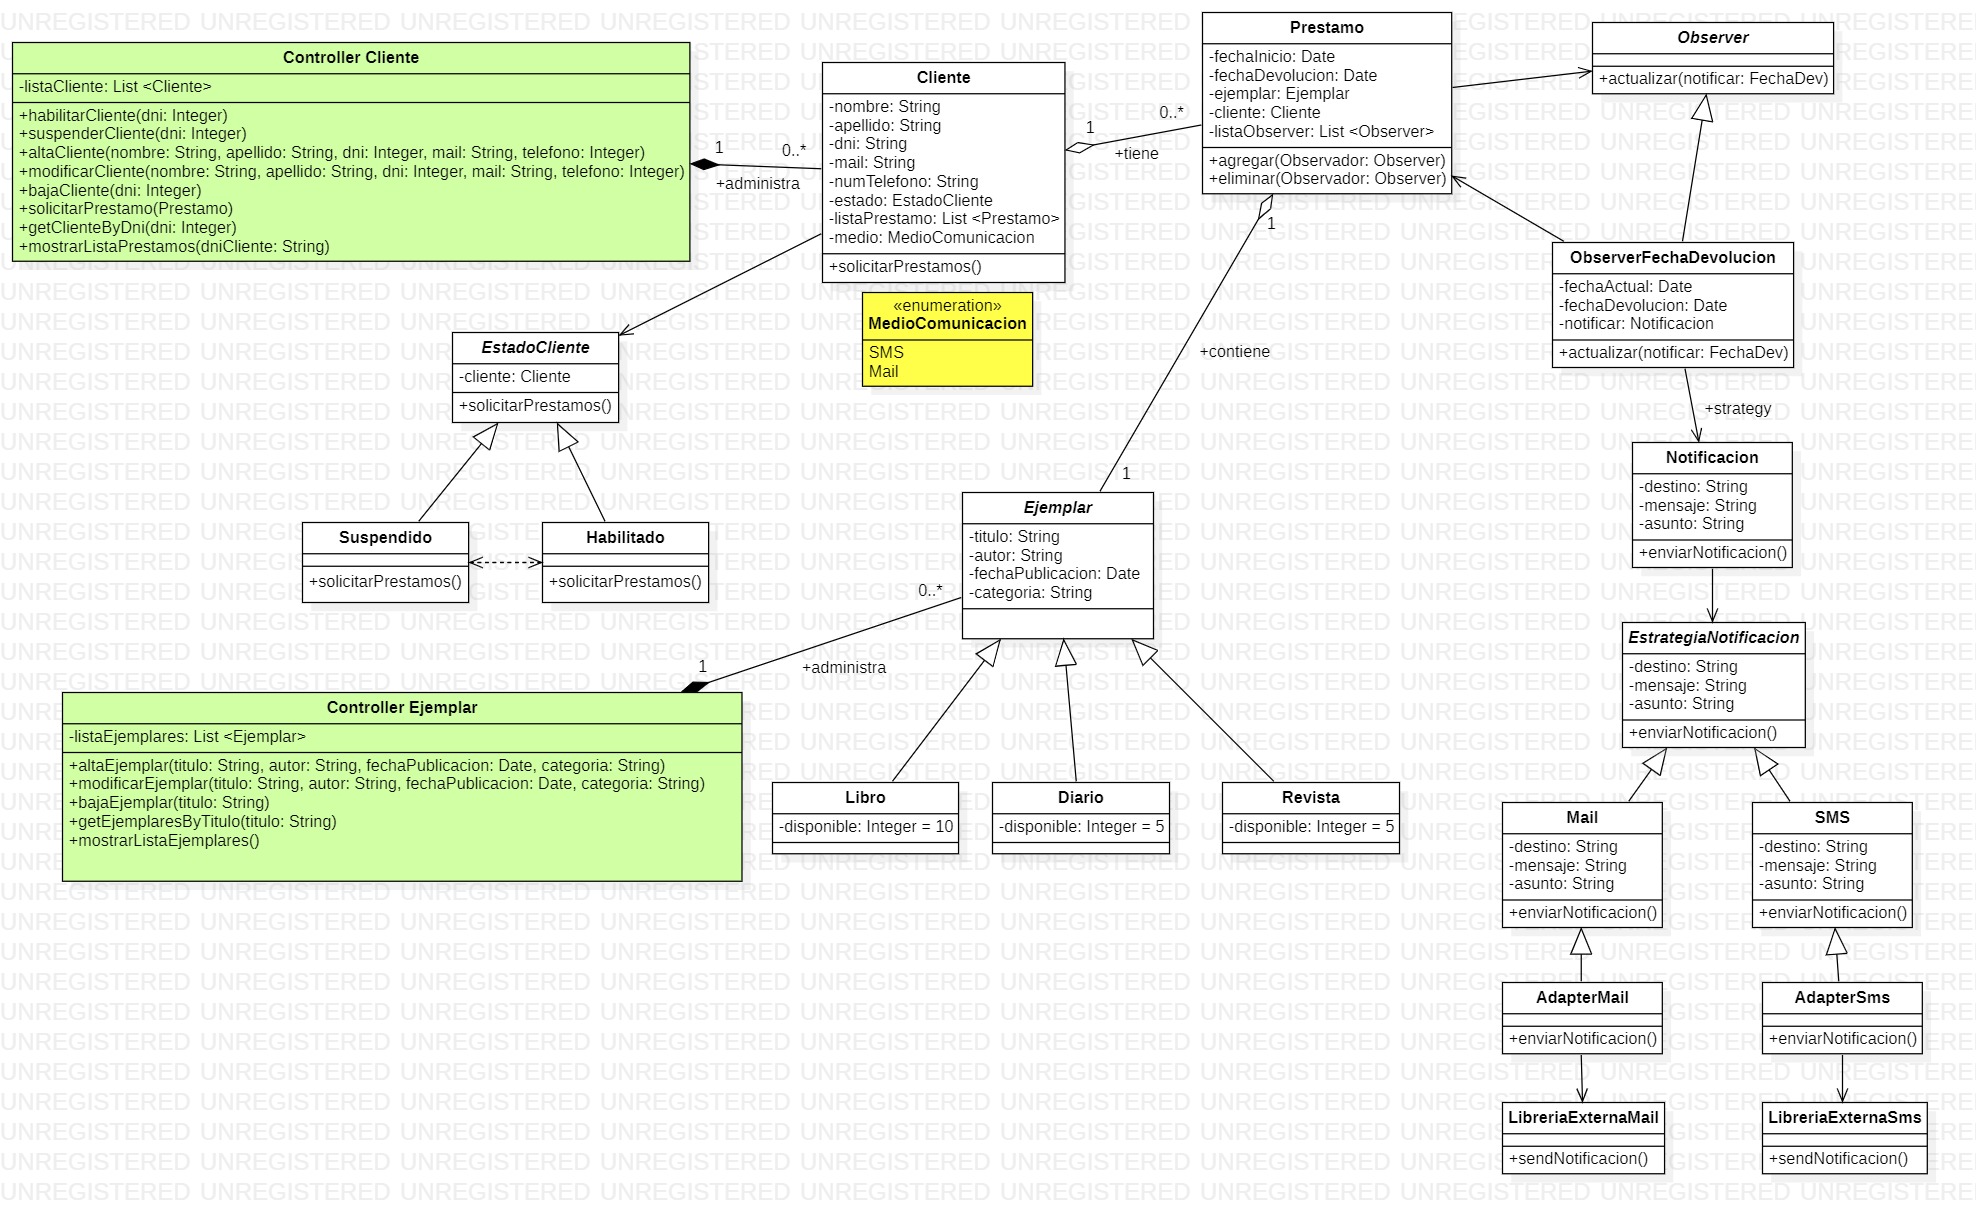 Controller Cliente
-listaCliente: List <Cliente>
+habilitarCliente(dni: Integer)
+suspenderCliente(dni: Integer)
+altaCliente(nombre: String, apellido: String, dni: Integer, mail: String, telefono: Integer)
+modificarCliente(nombre: String, apellido: String, dni: Integer, mail: String, telefono: Integer)
+bajaCliente(dni: Integer)
+solicitarPrestamo(Prestamo)
+getClienteByDni(dni: Integer)
+mostrarListaPrestamos(dniCliente: String)
1
0..*
+administra
Cliente
-nombre: String
-apellido: String
-dni: String
-mail: String
-numTelefono: String
-estado: EstadoCliente
-listaPrestamo: List <Prestamo>
-medio: MedioComunicacion
+solicitarPrestamos()
1
0..*
+tiene
Prestamo
-fechaInicio: Date
-fechaDevolucion: Date
-ejemplar: Ejemplar
-cliente: Cliente
-listaObserver: List <Observer>
+agregar(Observador: Observer)
+eliminar(Observador: Observer)
Observer
+actualizar(notificar: FechaDev)
ObserverFechaDevolucion
-fechaActual: Date
-fechaDevolucion: Date
-notificar: Notificacion
+actualizar(notificar: FechaDev)
+strategy
«enumeration»
MedioComunicacion
SMS
Mail
1
+contiene
1
EstadoCliente
-cliente: Cliente
+solicitarPrestamos()
Suspendido
+solicitarPrestamos()
Habilitado
+solicitarPrestamos()
Ejemplar
-titulo: String
-autor: String
-fechaPublicacion: Date
-categoria: String
0..*
1
+administra
Controller Ejemplar
-listaEjemplares: List <Ejemplar>
+altaEjemplar(titulo: String, autor: String, fechaPublicacion: Date, categoria: String)
+modificarEjemplar(titulo: String, autor: String, fechaPublicacion: Date, categoria: String)
+bajaEjemplar(titulo: String)
+getEjemplaresByTitulo(titulo: String)
+mostrarListaEjemplares()
Libro
-disponible: Integer = 10
Diario
-disponible: Integer = 5
Revista
-disponible: Integer = 5
Notificacion
-destino: String
-mensaje: String
-asunto: String
+enviarNotificacion()
EstrategiaNotificacion
-destino: String
-mensaje: String
-asunto: String
+enviarNotificacion()
Mail
-destino: String
-mensaje: String
-asunto: String
+enviarNotificacion()
SMS
-destino: String
-mensaje: String
-asunto: String
+enviarNotificacion()
AdapterMail
+enviarNotificacion()
AdapterSms
+enviarNotificacion()
LibreriaExternaMail
+sendNotificacion()
LibreriaExternaSms
+sendNotificacion()
UNREGISTERED